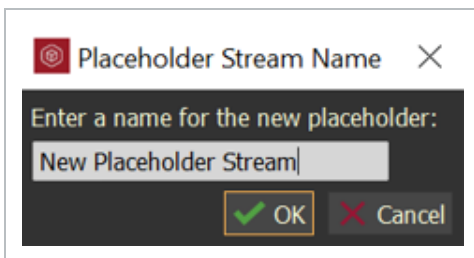 Placeholder Stream Name
Enter a name for the new placeholder:
New Placeholder Stream
OK Cancel